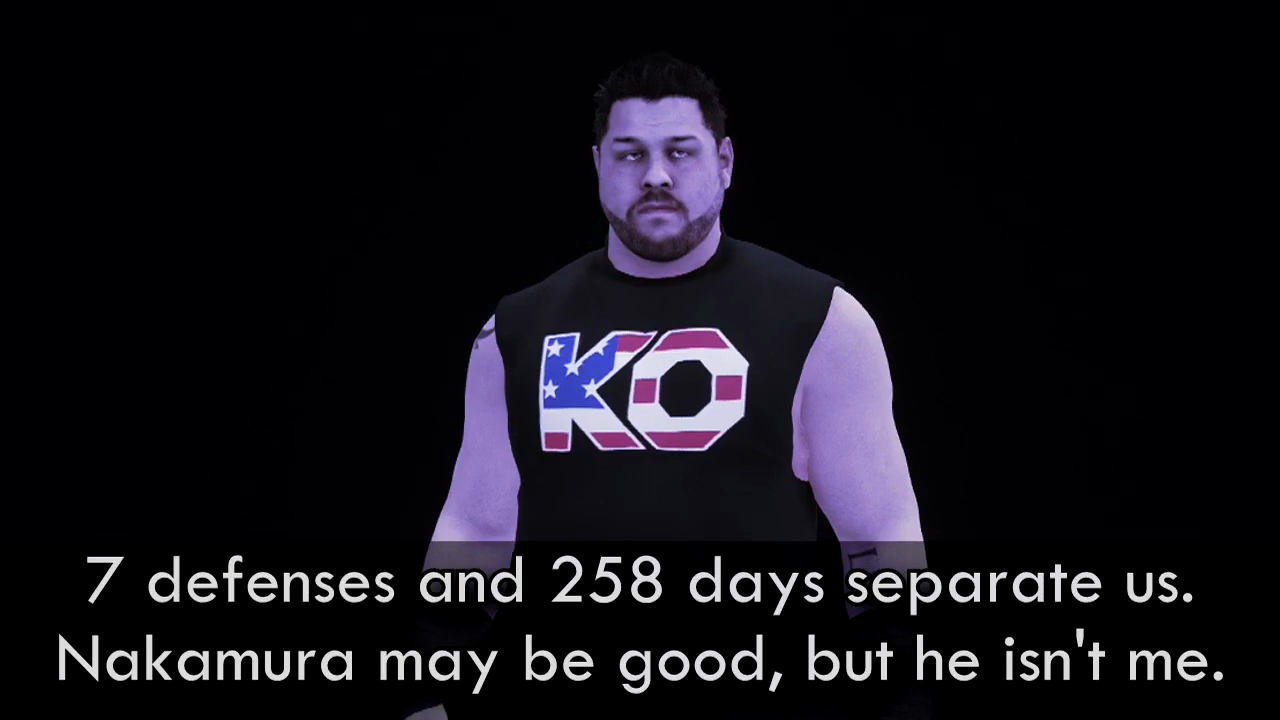 KO
7 defenses and 258 days separate us.
Nakamura may be good, but he isn't me.